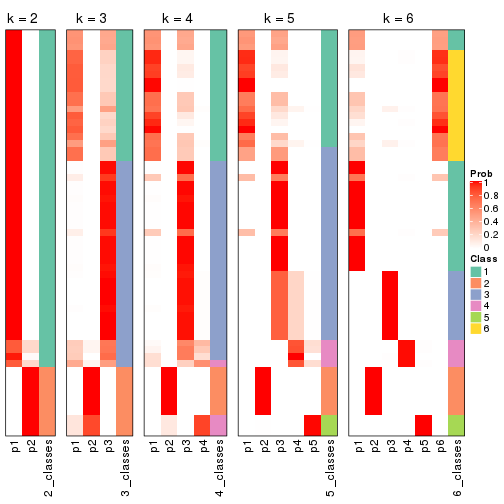 k = 2
k = 3
k = 4
k = 5
k = 6
Prob
1
0.8
0.6
0.4
0.2
0
Class
1
2
3
4
5
6
p1
p2
2_classes
p1
p2
p3
3_classes
p1
p2
p3
p4
4_classes
p1
p2
p3
p4
p5
5_classes
p1
p2
p3
p4
p5
p6
6_classes